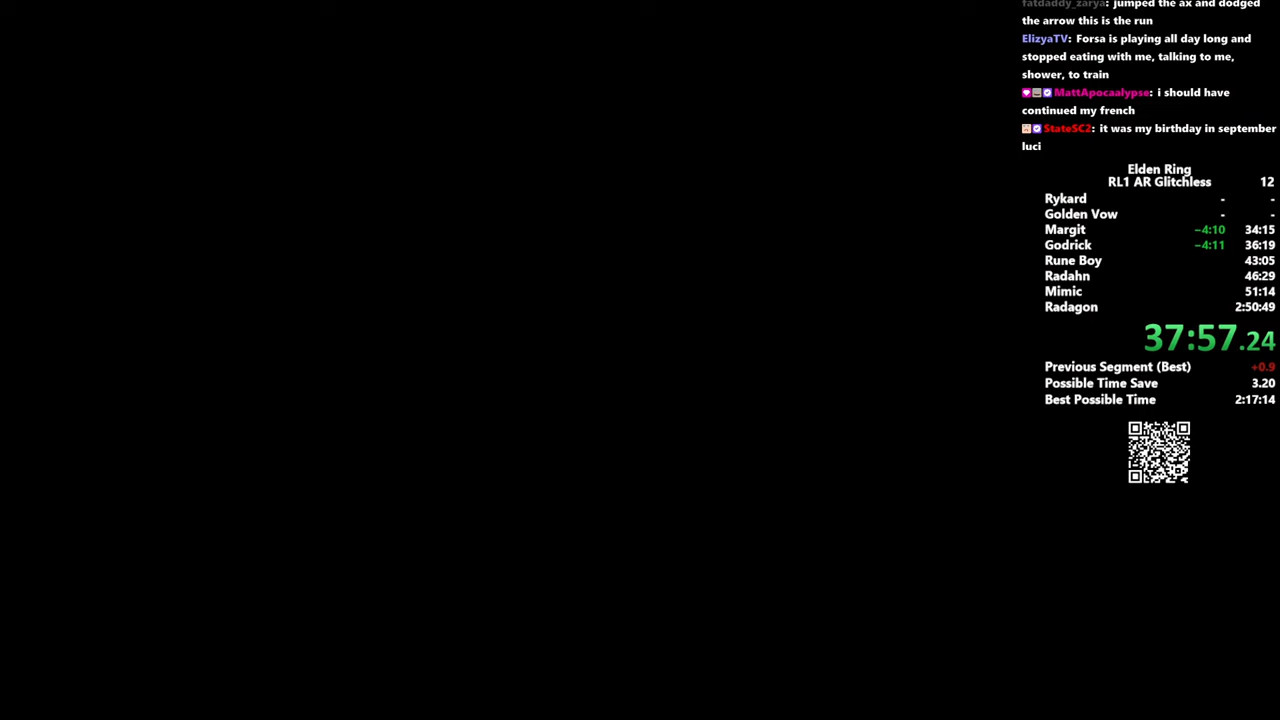 fatdaddy_zarya: jumped the ax and dodged
the arrow this is the run
ElizyaTV: Forsa is playing all day long and
stopped eating with me, talking to me,
shower, to train
MattApocaalypse: i should have
continued my french
StateSC2: it was my birthday in september
luci
Elden Ring
RL1 AR Glitchless 12
Rykard - -
Golden Vow - -
Margit −4:10 34:15
Godrick −4:11 36:19
Rune Boy 43:05
Radahn 46:29
Mimic 51:14
Radagon 2:50:49
37:57.24
Previous Segment (Best) +0.9
Possible Time Save 3.20
Best Possible Time 2:17:14